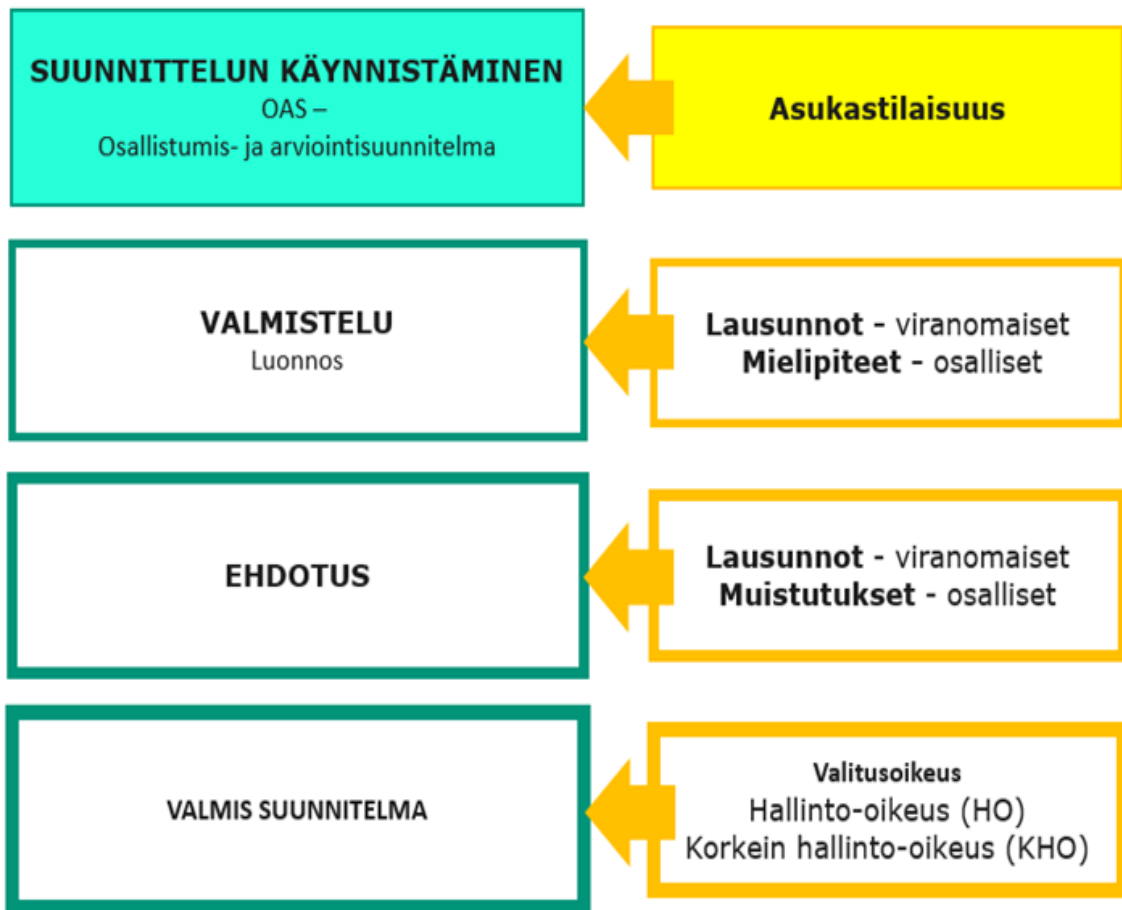 SUUNNITTELUN KÄYNNISTÄMINEN
OAS –
Osallistumis- ja arviointisuunnitelma
Asukastilaisuus
VALMISTELU
Luonnos
Lausunnot - viranomaiset
Mielipiteet - osalliset
EHDOTUS
Lausunnot - viranomaiset
Muistutukset - osalliset
VALMIS SUUNNITELMA
Valitusoikeus
Hallinto-oikeus (HO)
Korkein hallinto-oikeus (KHO)